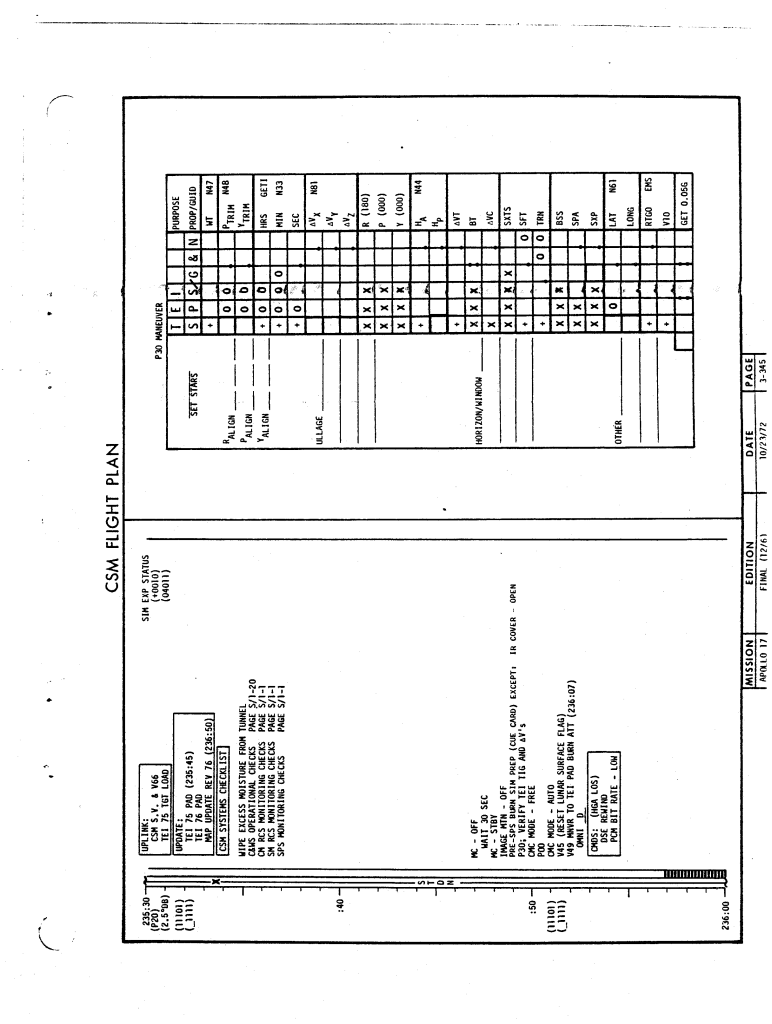 CSM FLIGHT PLAN
235:30
(P20)
(2.5°DB)
(11101)
(_1111)
:40
:50
(11101)
(_1111)
236:00
S T D N
UPLINK:
CSM S.V. & V66
TEI 75 TGT LOAD
UPDATE:
TEI 75 PAD (235:45)
TEI 76 PAD
MAP UPDATE REV 76 (236:50)
CSM SYSTEMS CHECKLIST
WIPE EXCESS MOISTURE FROM TUNNEL
C&WS OPERATIONAL CHECKS PAGE S/1-20
CM RCS MONITORING CHECKS PAGE S/1-1
SM RCS MONITORING CHECKS PAGE S/1-1
SPS MONITORING CHECKS PAGE S/1-1
SIM EXP STATUS
(+0010)
(04011)
MC - OFF
WAIT 30 SEC
MC - STBY
IMAGE MTN - OFF
PRE-SPS BURN SIM PREP (CUE CARD) EXCEPT: IR COVER - OPEN
P30: VERIFY TEI TIG AND ΔV's
CMC MODE - FREE
P00
CMC MODE - AUTO
V45 (RESET LUNAR SURFACE FLAG)
V49 MNVR TO TEI PAD BURN ATT (236:07)
OMNI D
CMDS: (HGA LOS)
DSE REWIND
PCM BIT RATE - LOW
P30 MANEUVER
SET STARS
R ALIGN
P ALIGN
Y ALIGN
ULLAGE
HORIZON/WINDOW
OTHER
T E I PURPOSE
S P S / G & N PROP/GUID
+ WT N47
0 0 P TRIM N48
0 0 Y TRIM
+ 0 0 HRS GETI
+ 0 0 0 MIN N33
+ 0 SEC
ΔVX N81
ΔVY
ΔVZ
X X X R (180)
X X X P (000)
X X X Y (000)
+ HA N44
HP
+ ΔVT
X X X BT
X ΔVC
X X X X SXTS
+ 0 SFT
+ 0 0 TRN
X X X BSS
X X SPA
X X X SXP
0 LAT N61
LONG
+ RTGO EMS
+ VIO
GET 0.05G
MISSION EDITION DATE PAGE
APOLLO 17 FINAL (12/6) 10/23/72 3-345